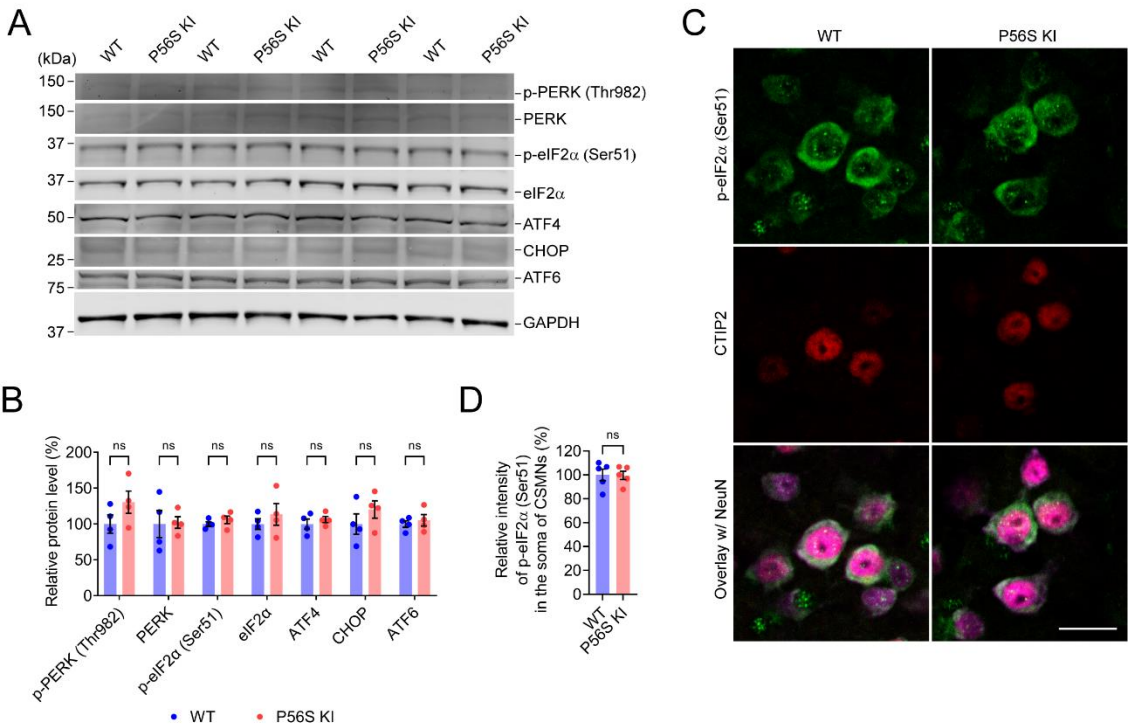 A
WT P56S KI WT P56S KI WT P56S KI WT P56S KI
(kDa)
150 p-PERK (Thr982)
150 PERK
37 p-eIF2α (Ser51)
37 eIF2α
50 ATF4
CHOP
25
ATF6
75
GAPDH
37
B
Relative protein level (%)
200
150
100
50
0
ns ns ns ns ns ns ns
p-PERK (Thr982) PERK p-eIF2α (Ser51) eIF2α ATF4 CHOP ATF6
WT P56S KI
C
WT P56S KI
p-eIF2α (Ser51)
CTIP2
Overlay w/ NeuN
D
Relative intensity
of p-eIF2α (Ser51)
in the soma of CSMNs (%)
120
100
80
60
40
20
0
ns
WT
P56S KI